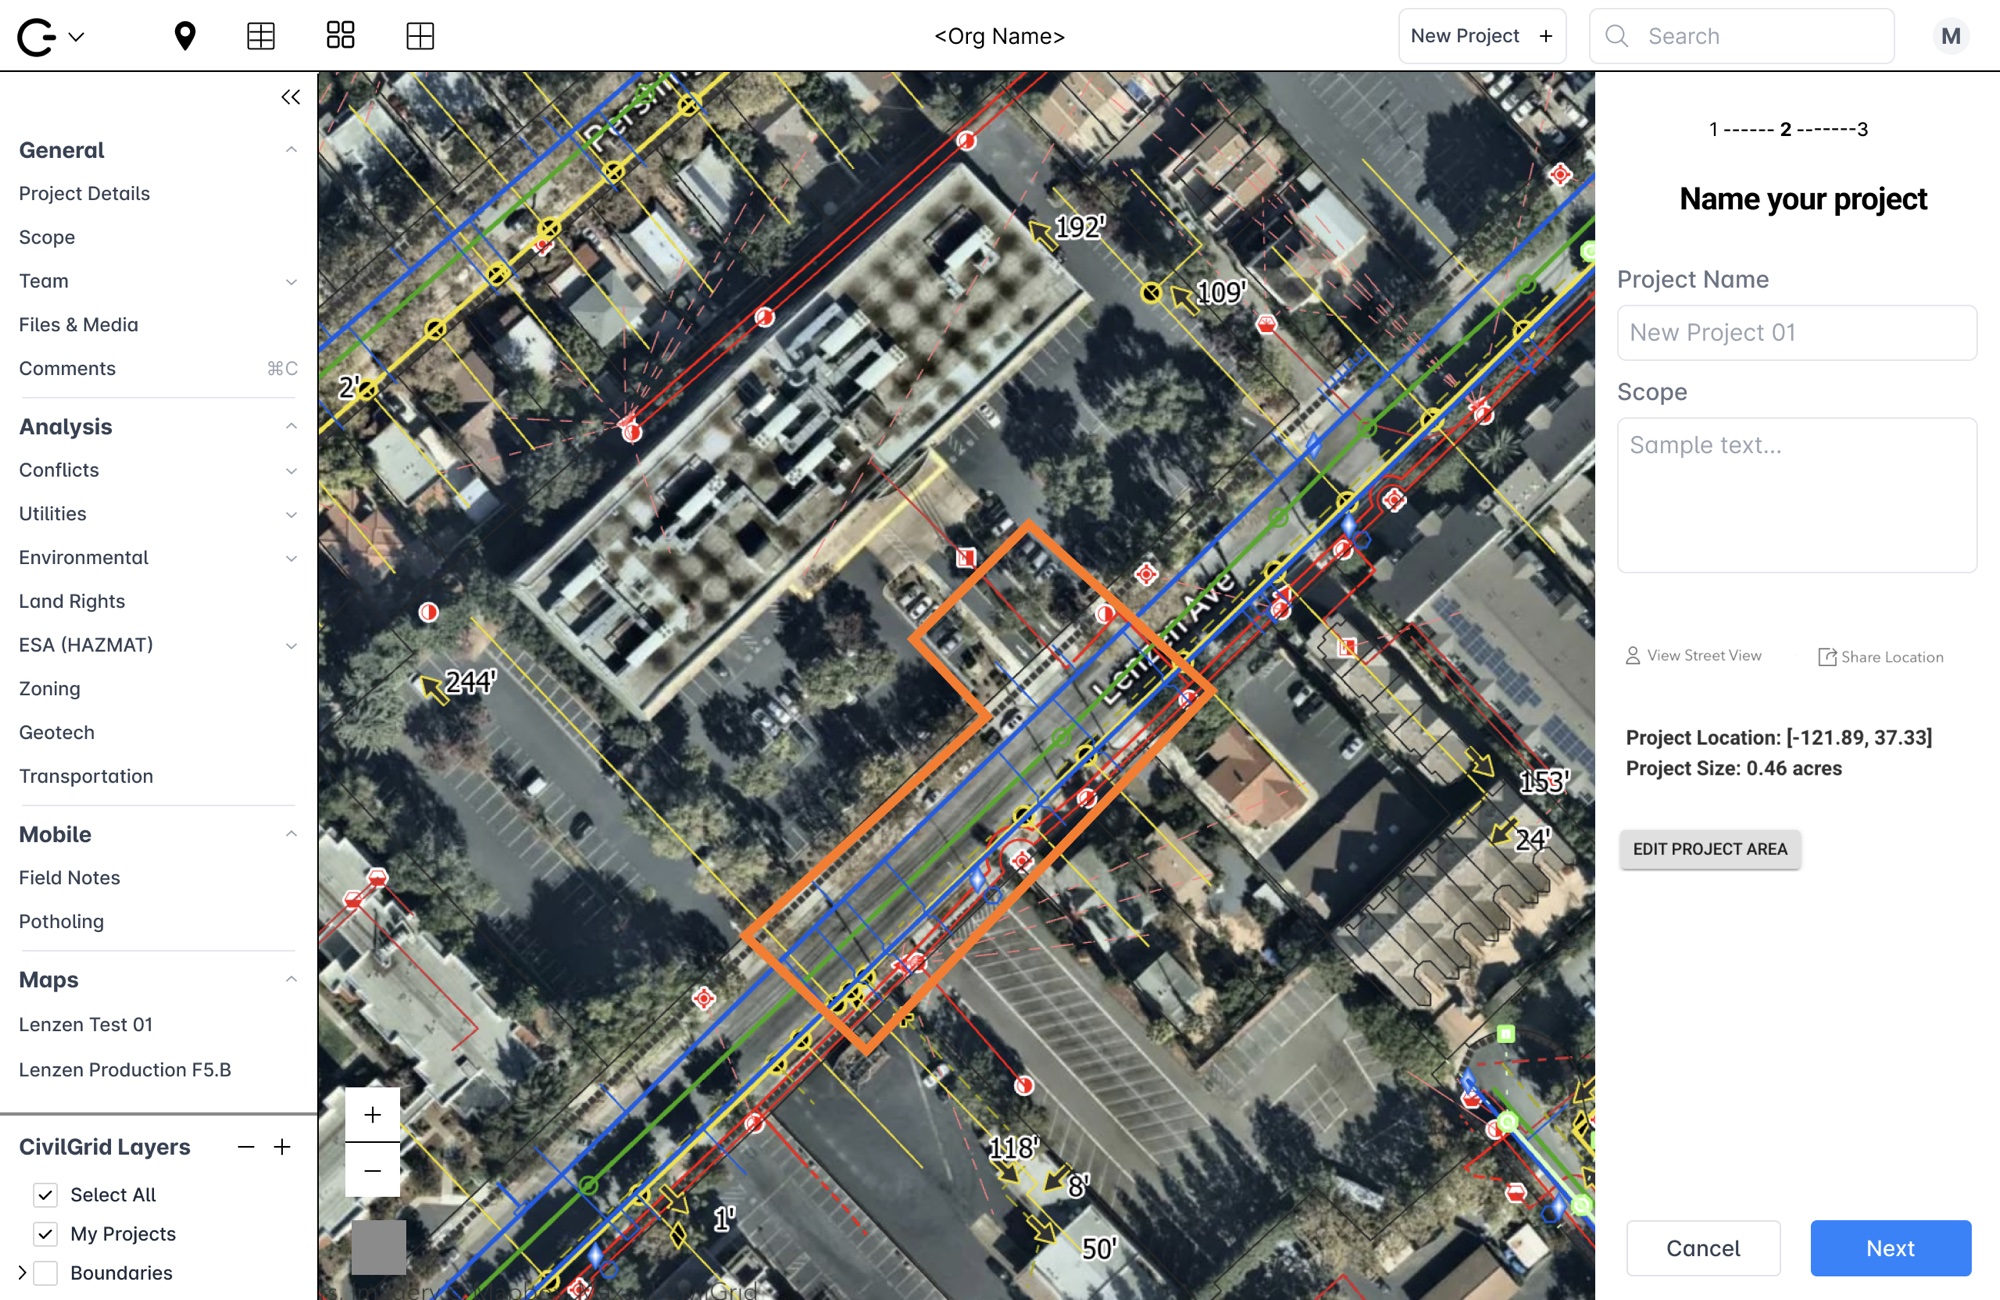 <Org Name>
New Project +
Search
M
General
Project Details
Scope
Team
Files & Media
Comments ⌘C
Analysis
Conflicts
Utilities
Environmental
Land Rights
ESA (HAZMAT)
Zoning
Geotech
Transportation
Mobile
Field Notes
Potholing
Maps
Lenzen Test 01
Lenzen Production F5.B
CivilGrid Layers
Select All
My Projects
Boundaries
192'
109'
2'
244'
Ave
153'
24'
118'
8'
1'
50'
1 ------ 2 -------3
Name your project
Project Name
New Project 01
Scope
Sample text...
View Street View
Share Location
Project Location: [-121.89, 37.33]
Project Size: 0.46 acres
EDIT PROJECT AREA
Cancel
Next